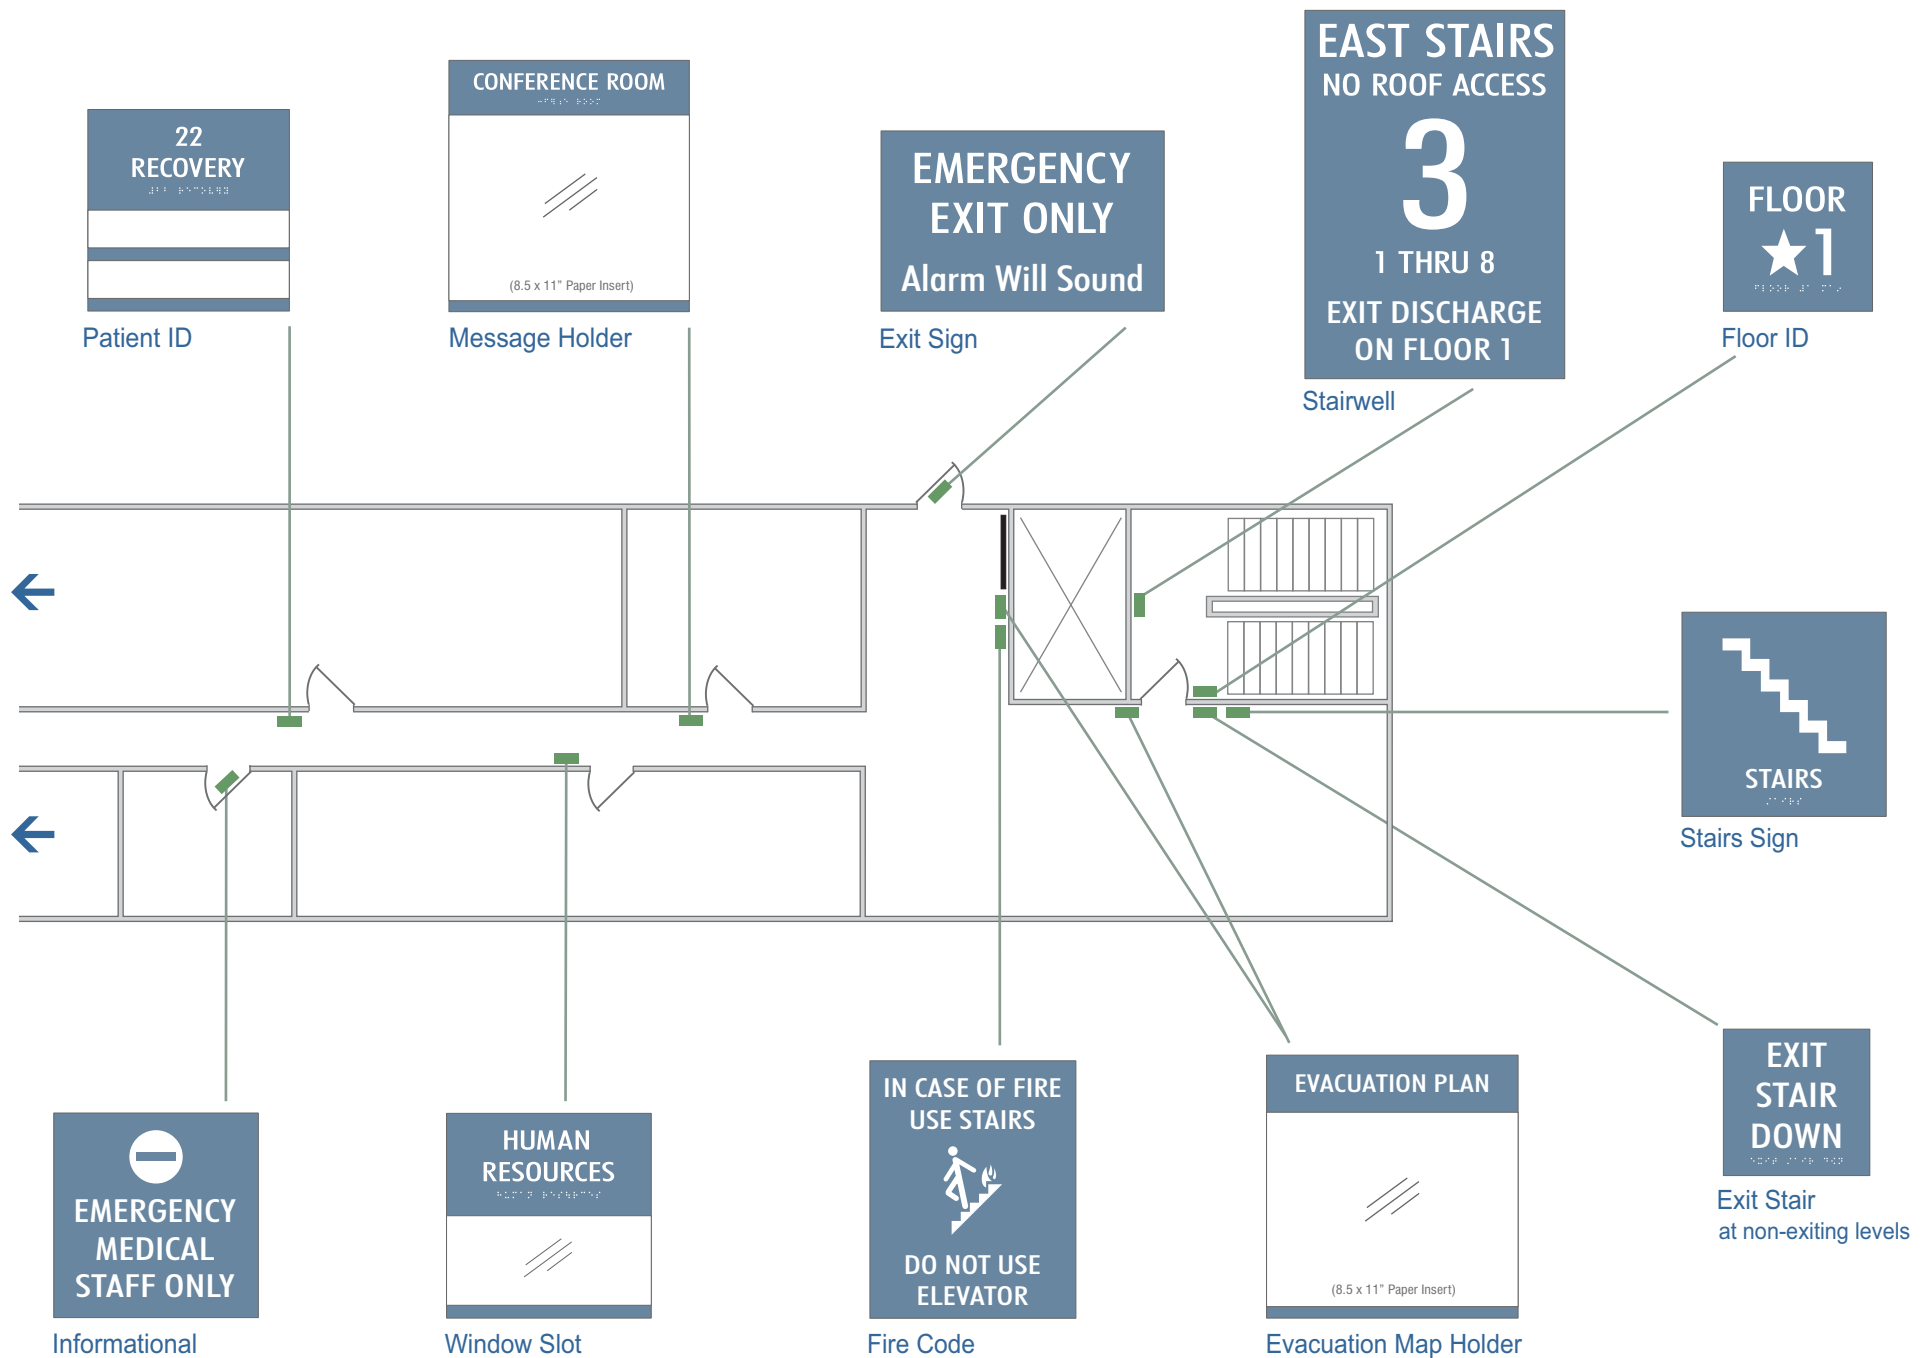 22
RECOVERY
Patient ID
CONFERENCE ROOM
(8.5 x 11" Paper Insert)
Message Holder
EMERGENCY
EXIT ONLY
Alarm Will Sound
Exit Sign
EAST STAIRS
NO ROOF ACCESS
3
1 THRU 8
EXIT DISCHARGE
ON FLOOR 1
Stairwell
FLOOR
★1
Floor ID
STAIRS
Stairs Sign
EMERGENCY
MEDICAL
STAFF ONLY
Informational
HUMAN
RESOURCES
Window Slot
IN CASE OF FIRE
USE STAIRS
DO NOT USE
ELEVATOR
Fire Code
EVACUATION PLAN
(8.5 x 11" Paper Insert)
Evacuation Map Holder
EXIT
STAIR
DOWN
Exit Stair
at non-exiting levels